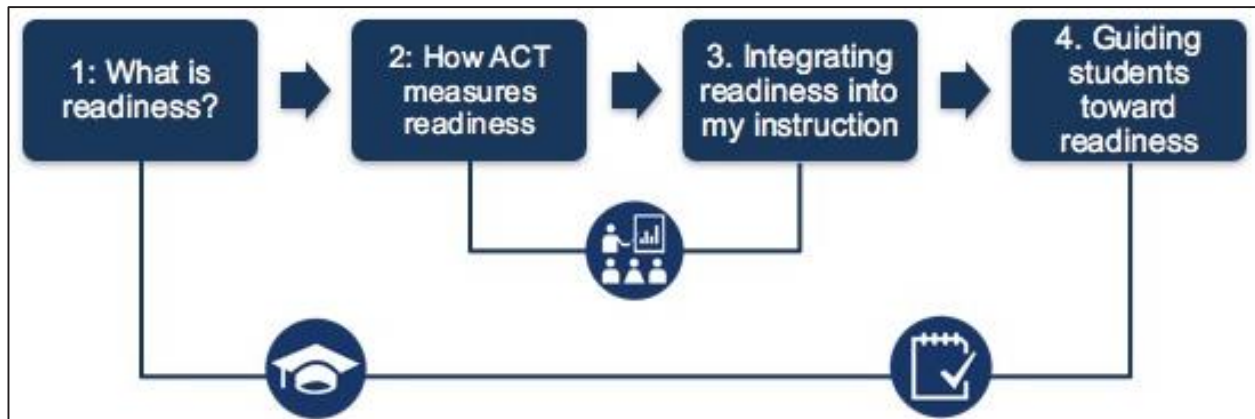 1: What is
readiness?
2: How ACT
measures
readiness
3. Integrating
readiness into
my instruction
4. Guiding
students
toward
readiness